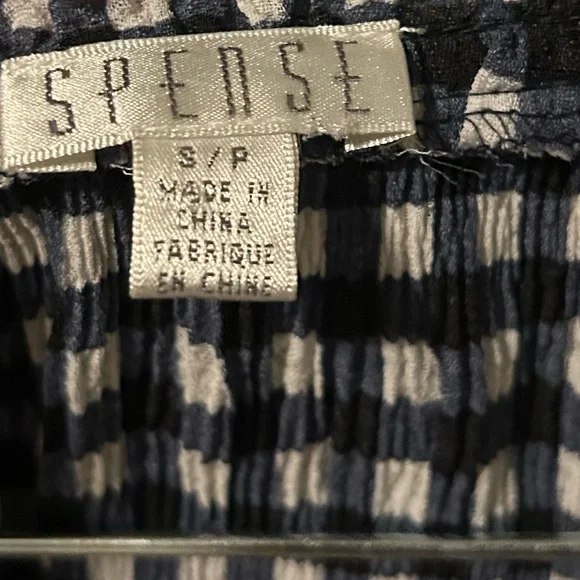 SPENSE
S/P
MADE IN
CHINA
FABRIQUE
EN CHINE